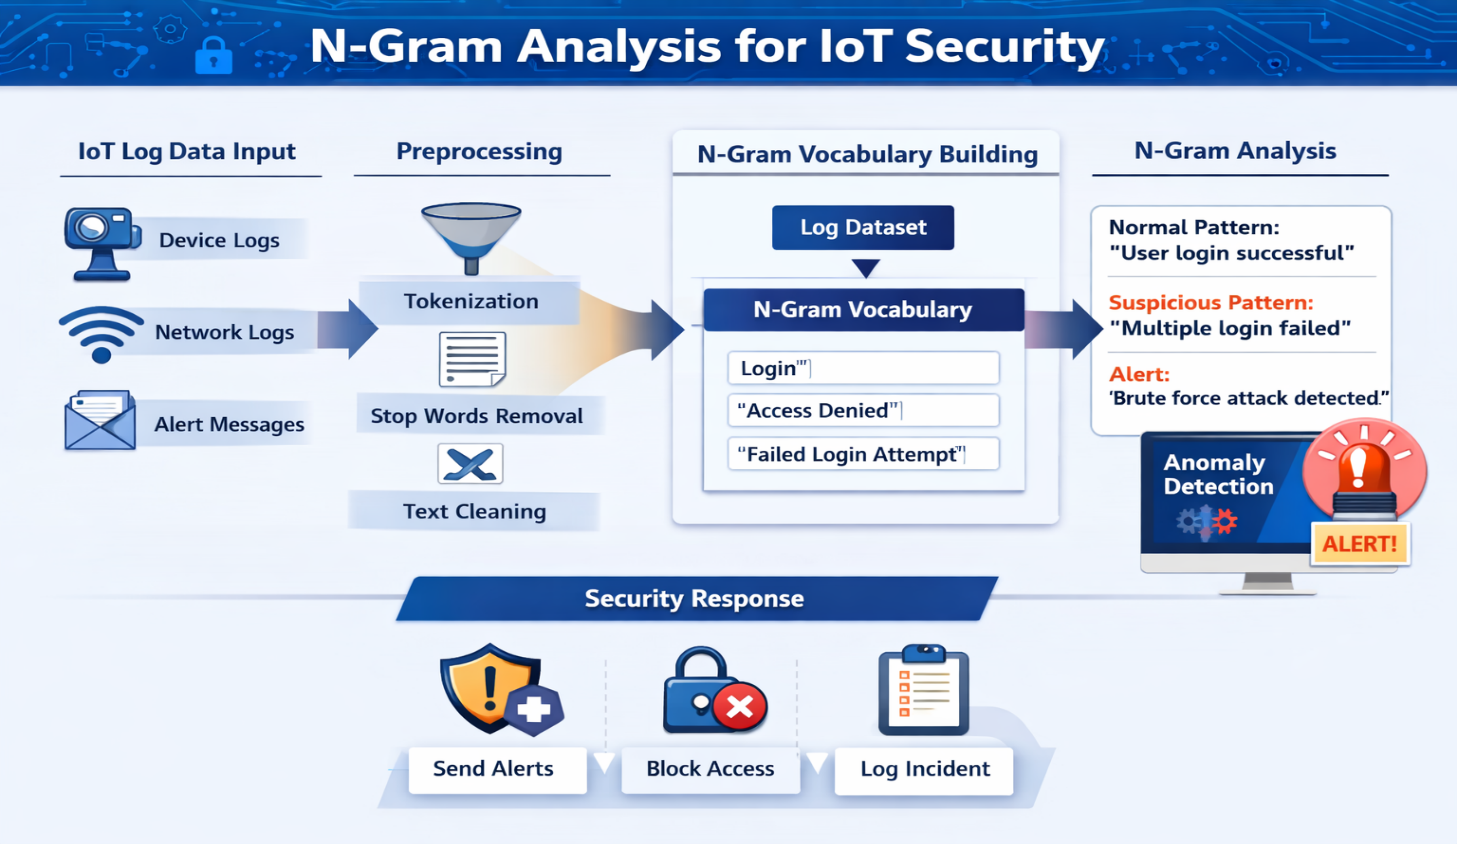 N-Gram Analysis for IoT Security
IoT Log Data Input
Device Logs
Network Logs
Alert Messages
Preprocessing
Tokenization
Stop Words Removal
Text Cleaning
N-Gram Vocabulary Building
Log Dataset
N-Gram Vocabulary
Login"
"Access Denied"
"Failed Login Attempt"
N-Gram Analysis
Normal Pattern:
"User login successful"
Suspicious Pattern:
"Multiple login failed"
Alert:
'Brute force attack detected."
Anomaly
Detection
ALERT!
Security Response
Send Alerts
Block Access
Log Incident